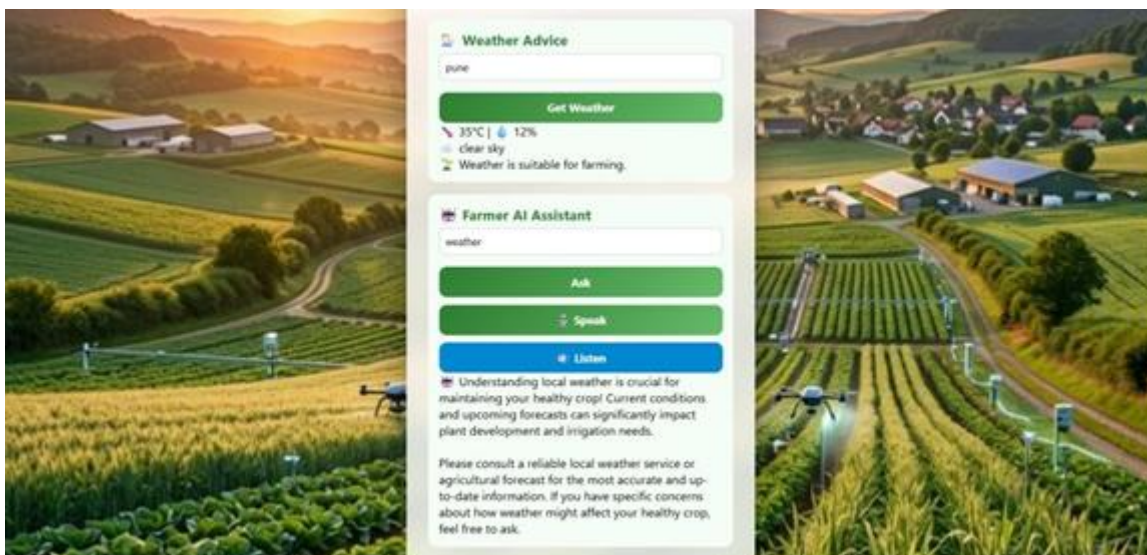 Weather Advice
pune
Get Weather
35°C | 12%
clear sky
Weather is suitable for farming.
Farmer AI Assistant
weather
Ask
Speak
Listen
Understanding local weather is crucial for
maintaining your healthy crop! Current conditions
and upcoming forecasts can significantly impact
plant development and irrigation needs.
Please consult a reliable local weather service or
agricultural forecast for the most accurate and up-
to-date information. If you have specific concerns
about how weather might affect your healthy crop,
feel free to ask.